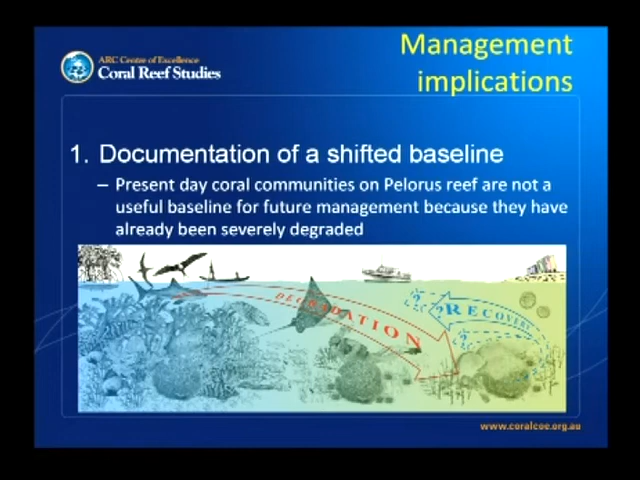 Management
implications
ARC Centre of Excellence
Coral Reef Studies
1. Documentation of a shifted baseline
– Present day coral communities on Pelorus reef are not a
useful baseline for future management because they have
already been severely degraded
DEGRADATION
?
?RECOVERY
?
www.coralcoe.org.au